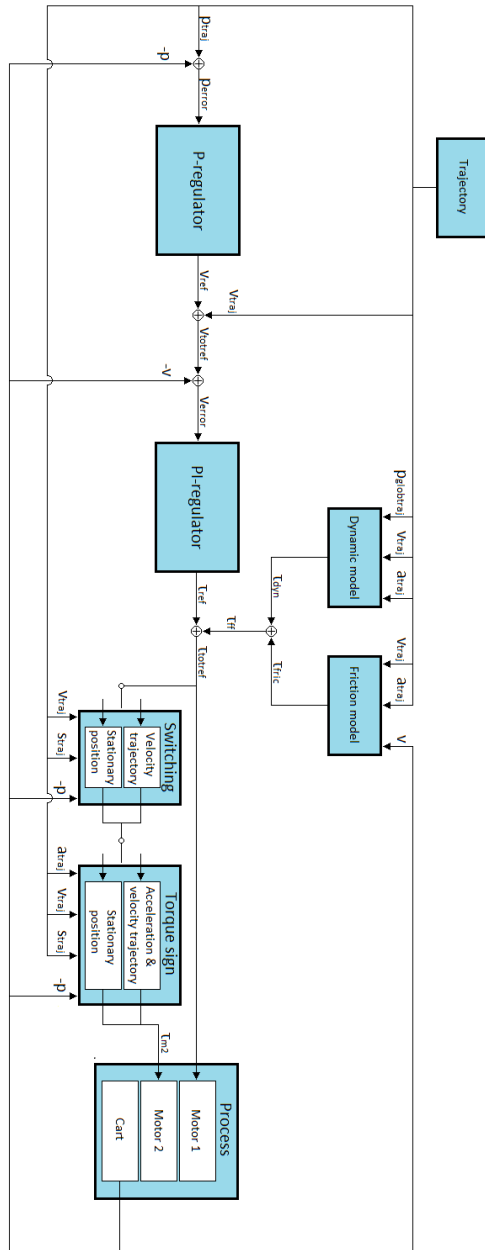 Trajectory
Pglobtraj
vtraj
atraj
vtraj
atraj
v
Dynamic model
Friction model
vtraj
τdyn
τfric
τff
ptraj
perror
P-regulator
vref
vtotref
verror
PI-regulator
τref
τtotref
-p
-v
Switching
Velocity
trajectory
Stationary
position
vtraj
straj
-p
Torque sign
Acceleration &
velocity trajectory
Stationary
position
atraj
vtraj
straj
-p
τm2
Process
Motor 1
Motor 2
Cart